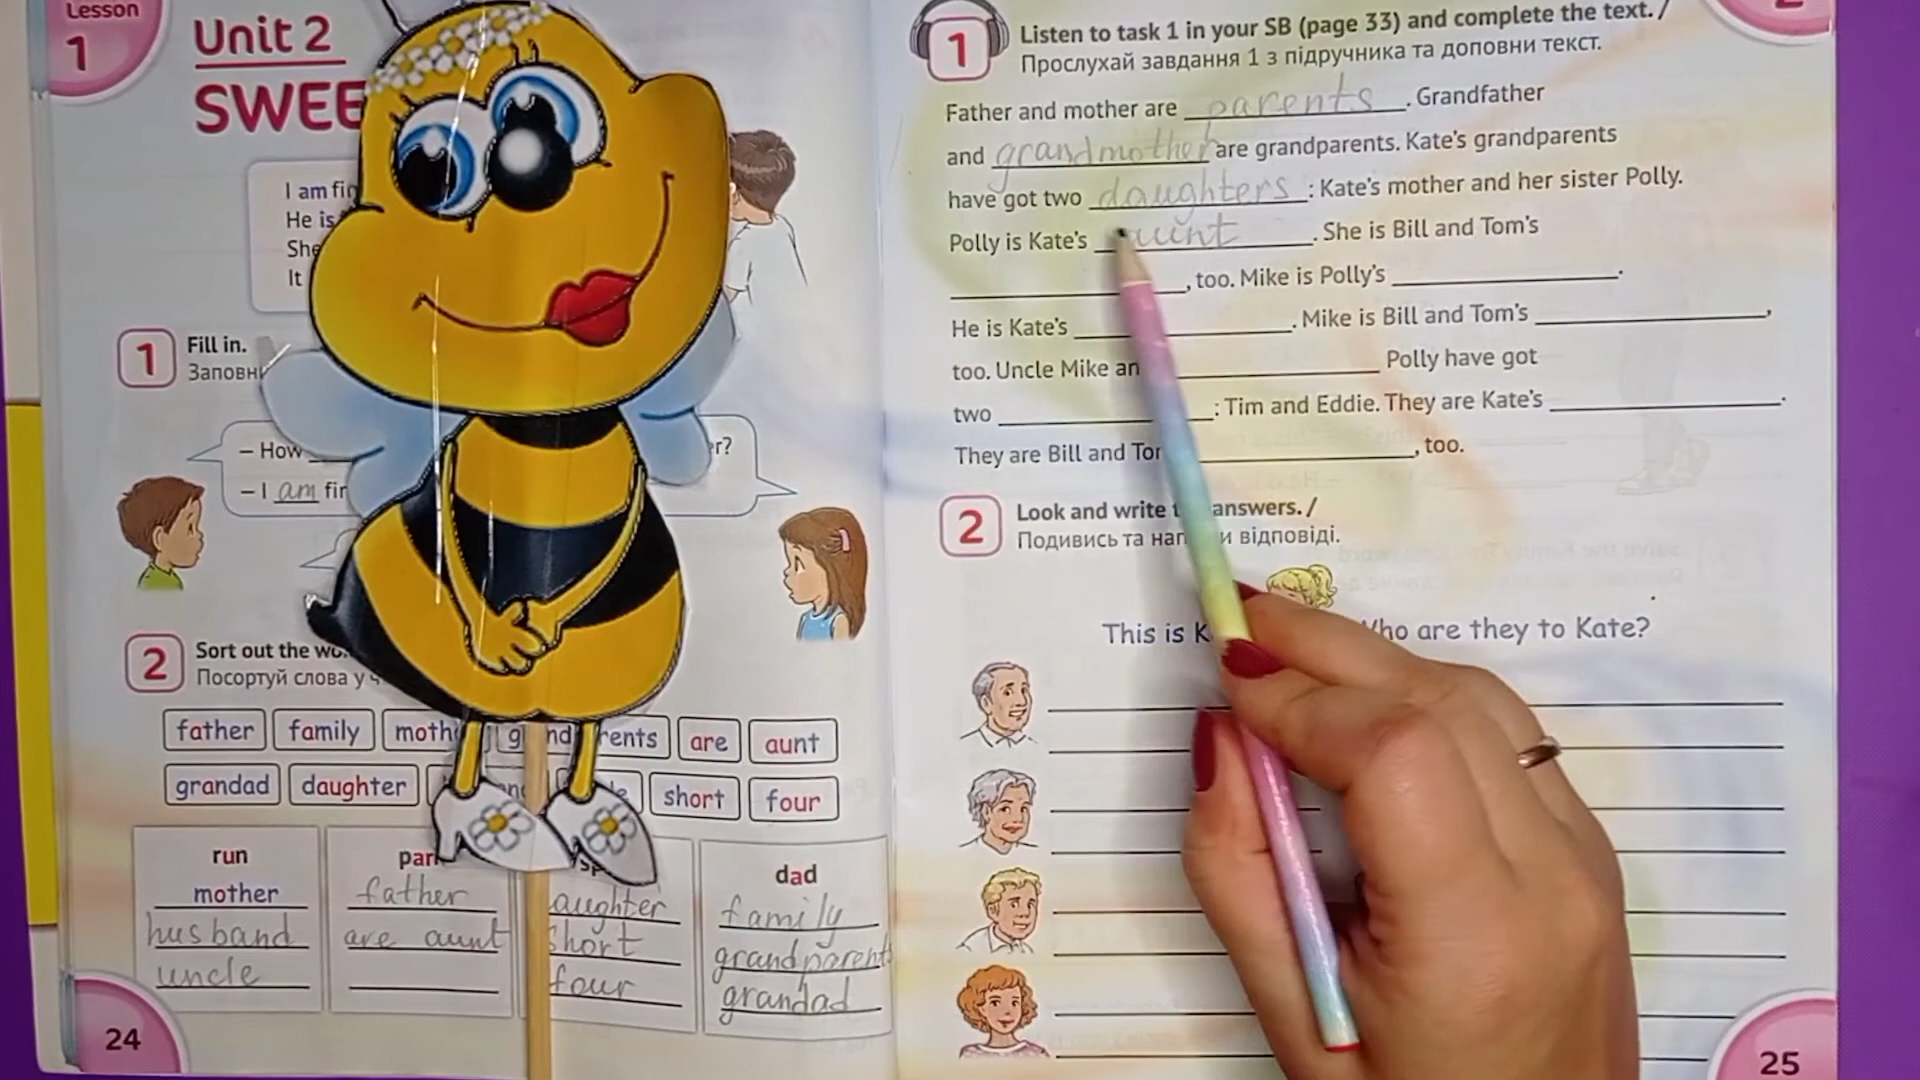 Lesson
1
Unit 2
SWEE
I am fin
He is
She
It
1 Fill in.
Заповни
– How
er?
– I am fin
2 Sort out the wo
Посортуй слова у
father family moth rents are aunt
grandad daughter short four
run
mother
husband
uncle
par
father
are aunt
aughter
short
four
dad
family
grandparents
grandad
24
1 Listen to task 1 in your SB (page 33) and complete the text. /
Прослухай завдання 1 з підручника та доповни текст.
Father and mother are parents. Grandfather
and grandmother are grandparents. Kate's grandparents
have got two daughters: Kate's mother and her sister Polly.
Polly is Kate's aunt. She is Bill and Tom's
, too. Mike is Polly's .
He is Kate's . Mike is Bill and Tom's ,
too. Uncle Mike an Polly have got
two : Tim and Eddie. They are Kate's .
They are Bill and Tom , too.
2 Look and write t answers. /
Подивись та нап и відповіді.
This is K Who are they to Kate?
25